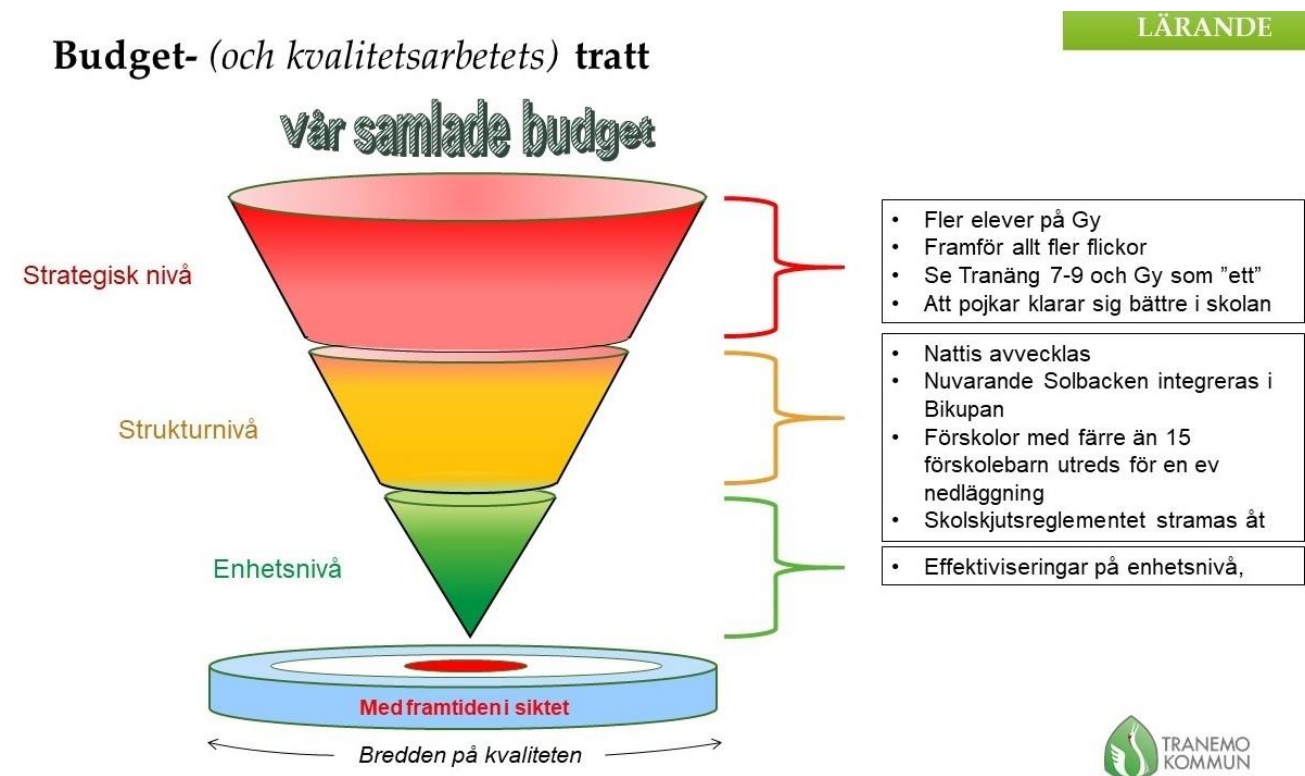 LÄRANDE
Budget- (och kvalitetsarbetets) tratt
Vår samlade budget
Strategisk nivå
• Fler elever på Gy
• Framför allt fler flickor
• Se Tranäng 7-9 och Gy som ”ett”
• Att pojkar klarar sig bättre i skolan
Strukturnivå
• Nattis avvecklas
• Nuvarande Solbacken integreras i
Bikupan
• Förskolor med färre än 15
förskolebarn utreds för en ev
nedläggning
• Skolskjutsreglementet stramas åt
Enhetsnivå
• Effektiviseringar på enhetsnivå,
Med framtiden i siktet
Bredden på kvaliteten
TRANEMO
KOMMUN